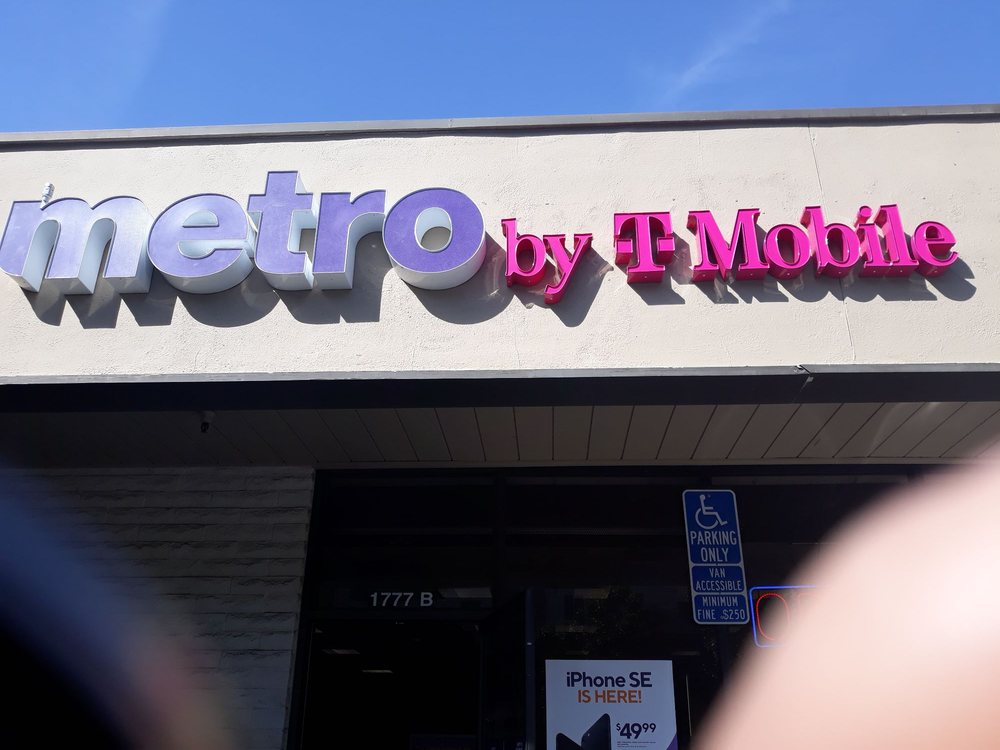 metro by T Mobile
1777 B
PARKING
ONLY
VAN
ACCESSIBLE
MINIMUM
FINE $250
iPhone SE
IS HERE!
$49.99